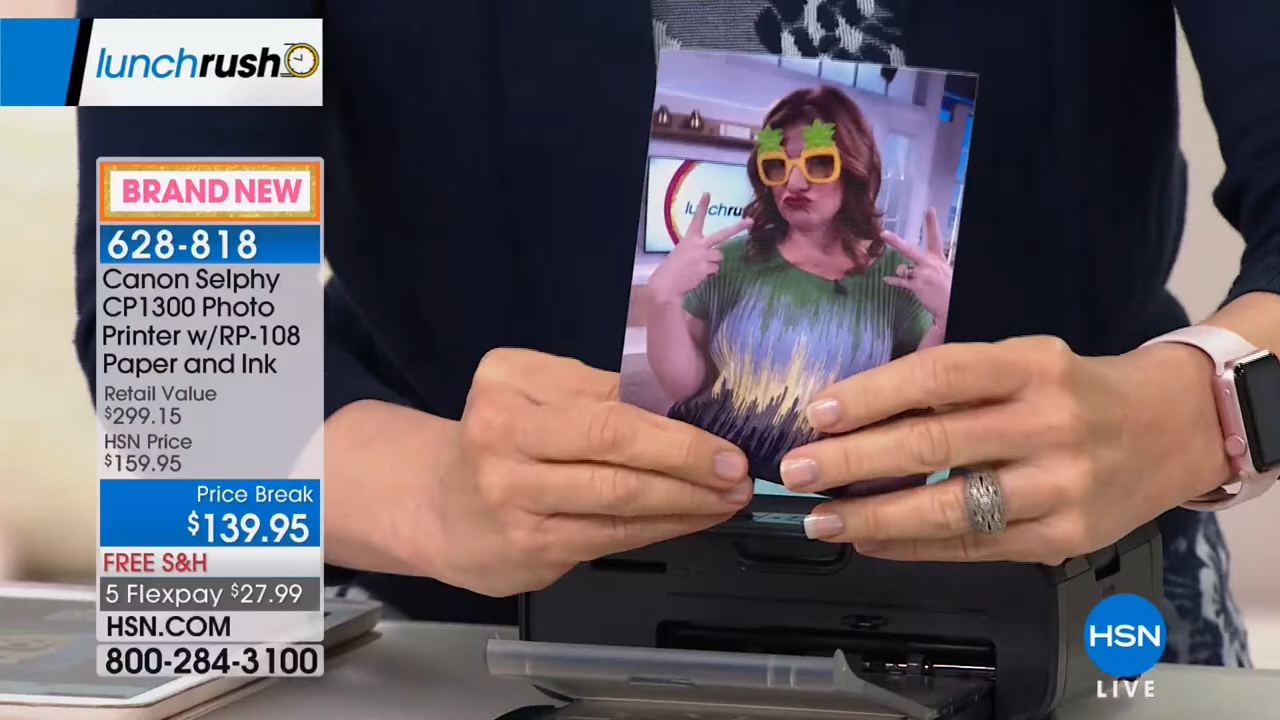 lunchrush
BRAND NEW
628-818
Canon Selphy
CP1300 Photo
Printer w/RP-108
Paper and Ink
Retail Value
$299.15
HSN Price
$159.95
Price Break
$139.95
FREE S&H
5 Flexpay $27.99
HSN.COM
800-284-3100
lunchrus
HSN
LIVE